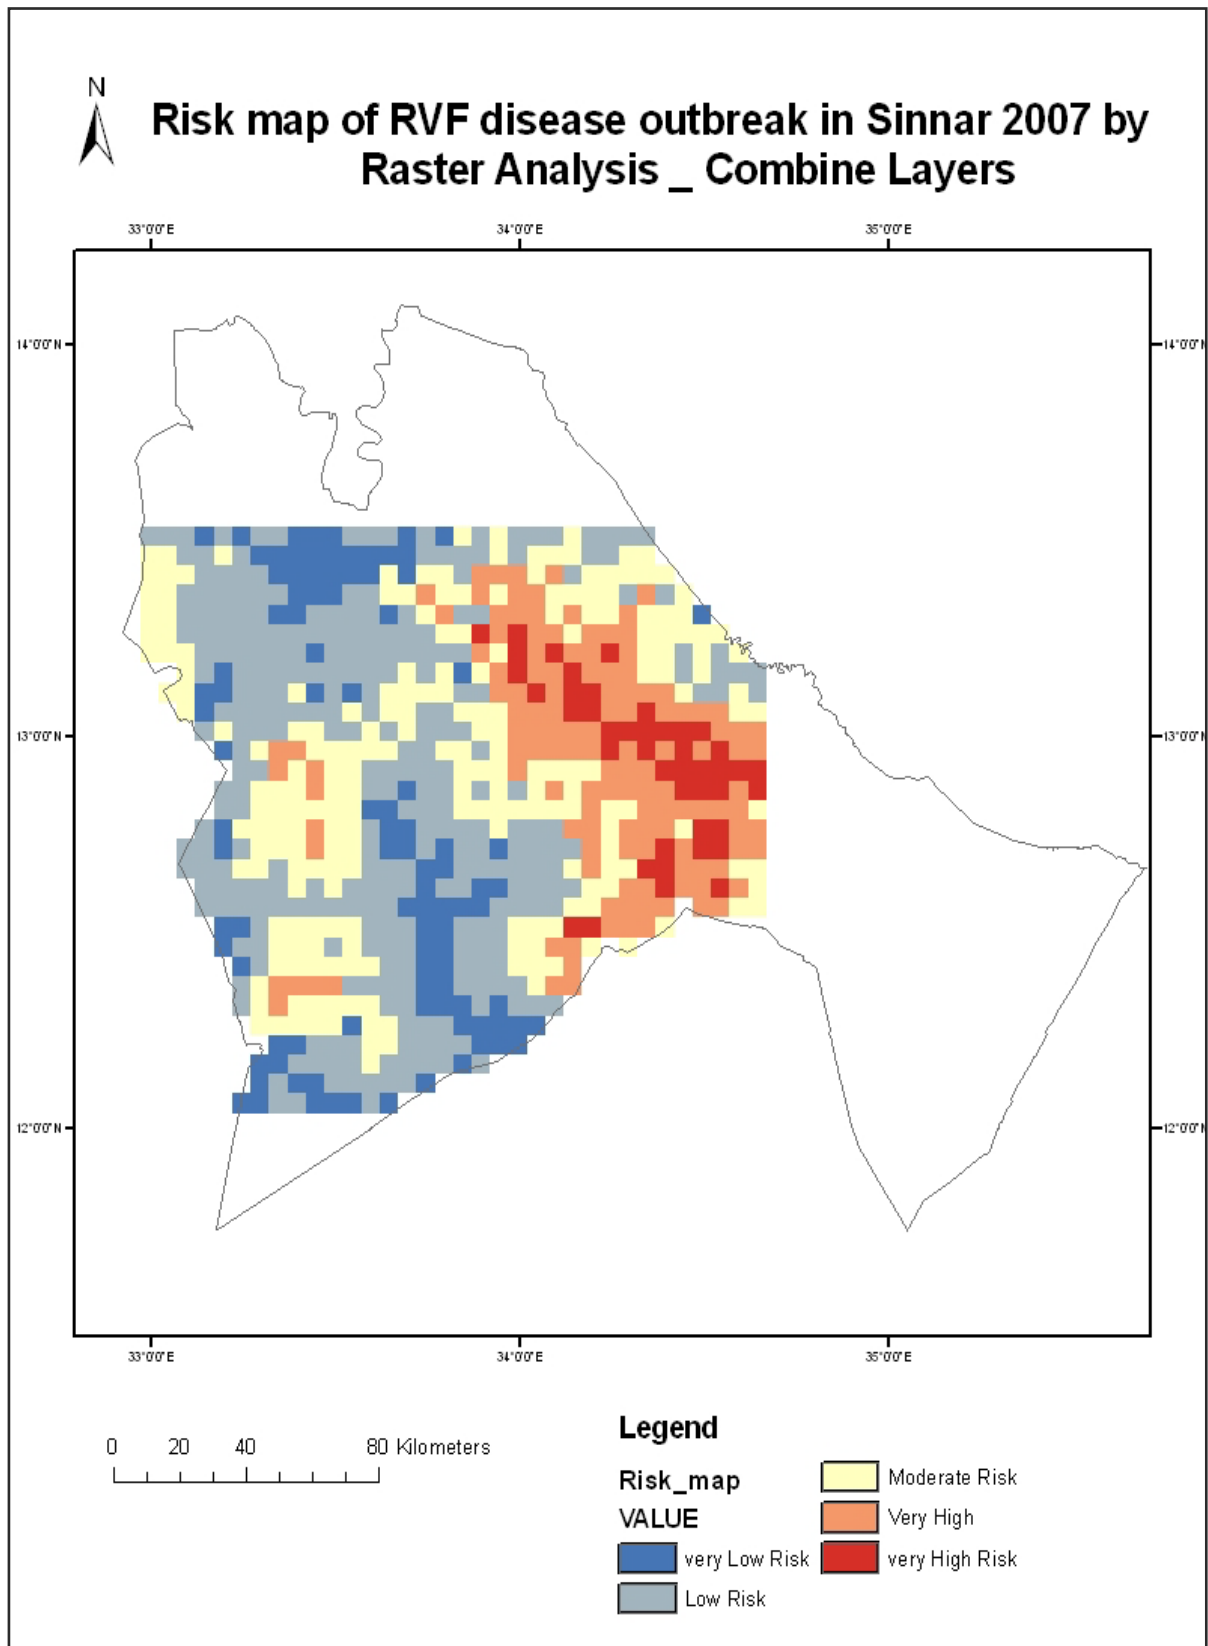 N
Risk map of RVF disease outbreak in Sinnar 2007 by
Raster Analysis _ Combine Layers
33°0'0"E 34°0'0"E 35°0'0"E
14°0'0"N 14°0'0"N
13°0'0"N 13°0'0"N
12°0'0"N 12°0'0"N
33°0'0"E 34°0'0"E 35°0'0"E
0 20 40 80 Kilometers
Legend
Risk_map
VALUE
very Low Risk
Low Risk
Moderate Risk
Very High
very High Risk